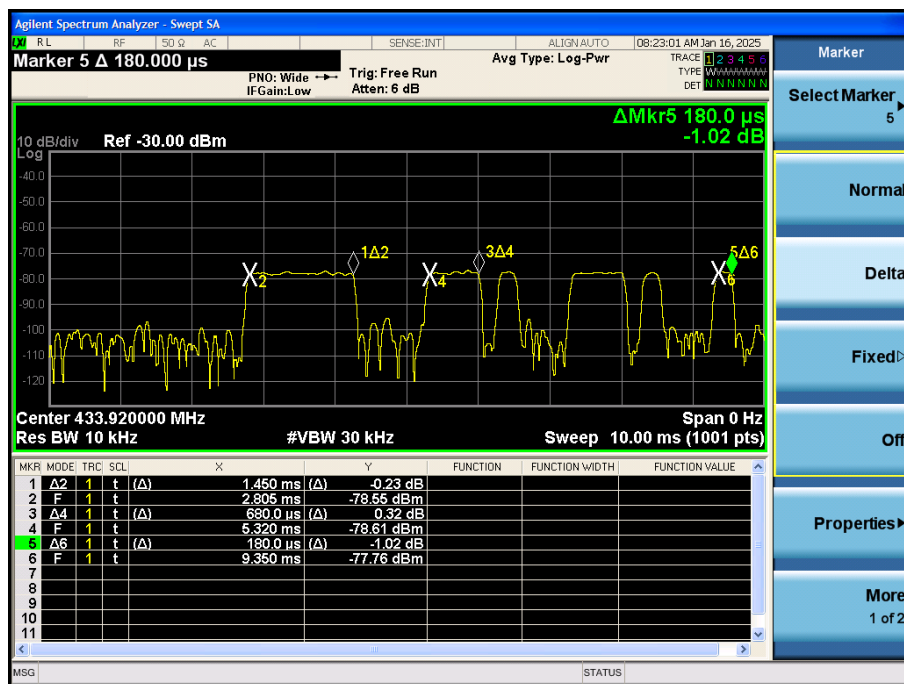 Agilent Spectrum Analyzer - Swept SA
LXI RL RF 50 Ω AC SENSE:INT ALIGNAUTO 08:23:01 AM Jan 16, 2025
Marker 5 Δ 180.000 µs
PNO: Wide
IFGain:Low
Trig: Free Run
Atten: 6 dB
Avg Type: Log-Pwr
TRACE 1 2 3 4 5 6
TYPE WWWWWW
DET N N N N N N
ΔMkr5 180.0 µs
-1.02 dB
10 dB/div Ref -30.00 dBm
Log
-40.0
-50.0
-60.0
-70.0
-80.0
-90.0
-100
-110
-120
1Δ2
2
3Δ4
4
5Δ6
6
Center 433.920000 MHz Span 0 Hz
Res BW 10 kHz #VBW 30 kHz Sweep 10.00 ms (1001 pts)
MKR MODE TRC SCL X Y FUNCTION FUNCTION WIDTH FUNCTION VALUE
1 Δ2 1 t (Δ) 1.450 ms (Δ) -0.23 dB
2 F 1 t 2.805 ms -78.55 dBm
3 Δ4 1 t (Δ) 680.0 µs (Δ) 0.32 dB
4 F 1 t 5.320 ms -78.61 dBm
5 Δ6 1 t (Δ) 180.0 µs (Δ) -1.02 dB
6 F 1 t 9.350 ms -77.76 dBm
7
8
9
10
11
MSG STATUS
Marker
Select Marker
5
Normal
Delta
Fixed
Off
Properties
More
1 of 2